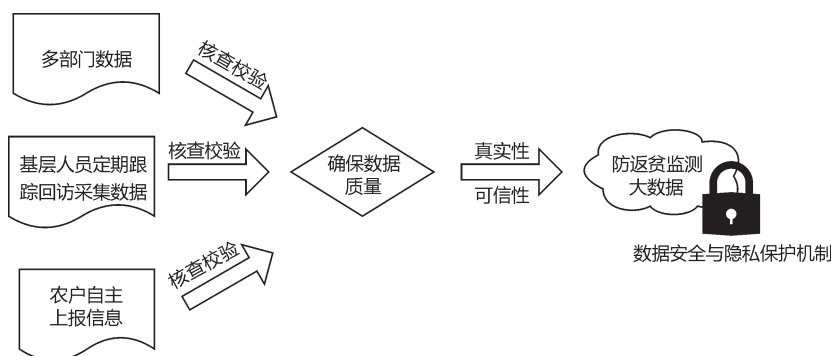 多部门数据
核查校验
基层人员定期跟
踪回访采集数据
核查校验
农户自主
上报信息
核查校验
确保数据
质量
真实性
可信性
防返贫监测
大数据
数据安全与隐私保护机制